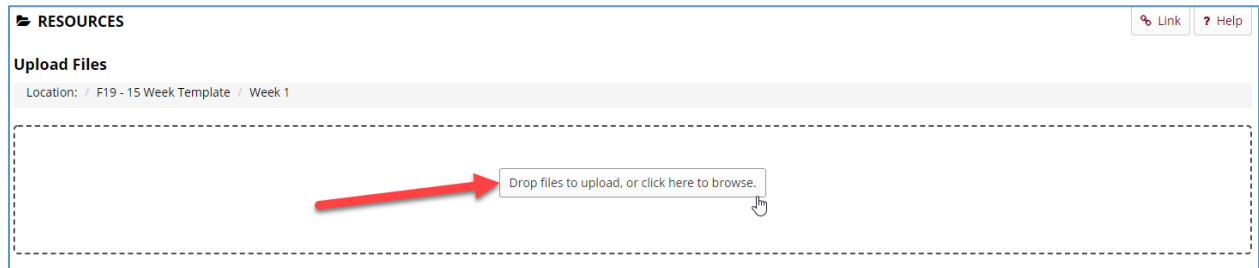 RESOURCES
Link
? Help
Upload Files
Location: / F19 - 15 Week Template / Week 1
Drop files to upload, or click here to browse.